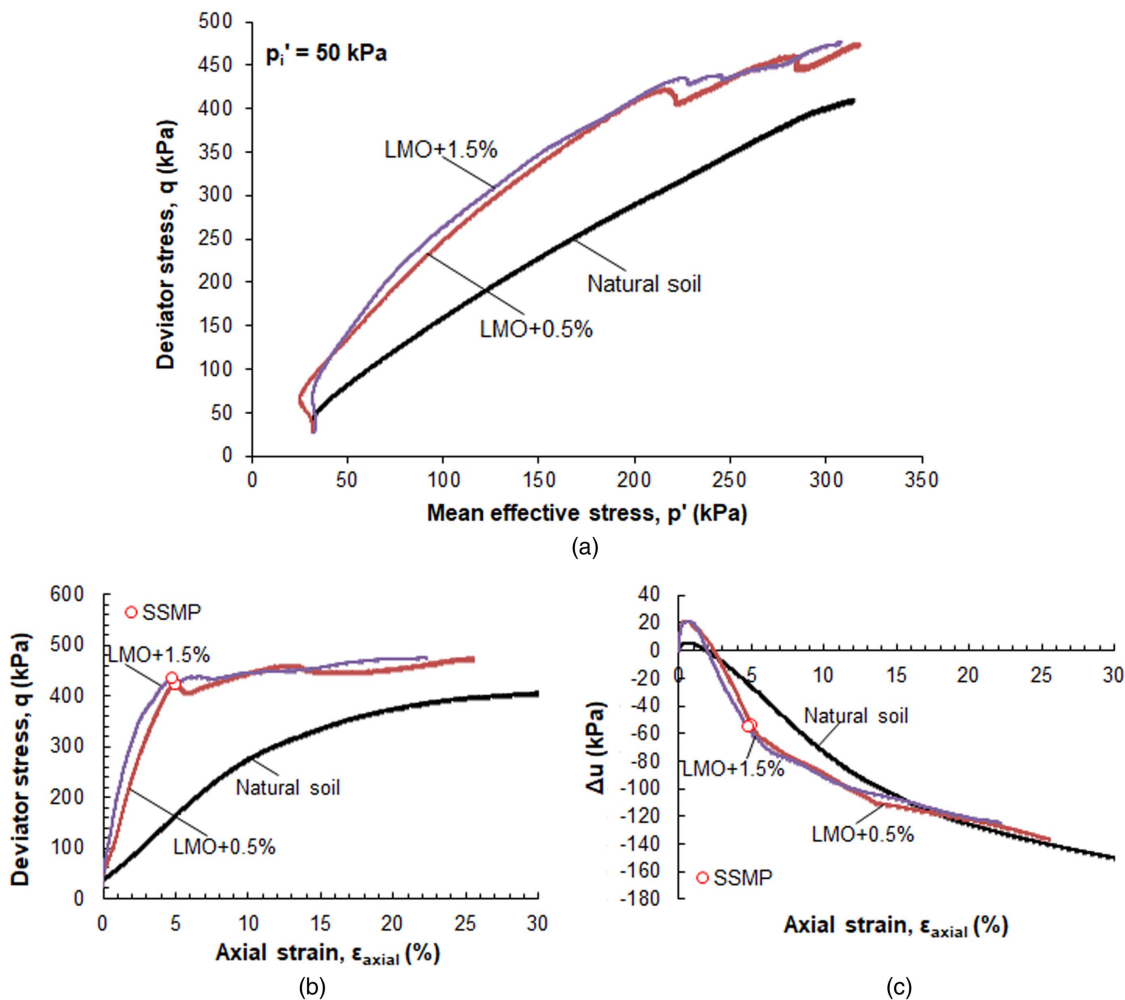 500
450
400
350
300
250
200
150
100
50
0
Deviator stress, q (kPa)
pi' = 50 kPa
LMO+1.5%
Natural soil
LMO+0.5%
0 50 100 150 200 250 300 350
Mean effective stress, p' (kPa)
(a)
600
500
400
300
200
100
0
Deviator stress, q (kPa)
SSMP
LMO+1.5%
Natural soil
LMO+0.5%
0 5 10 15 20 25 30
Axial strain, εaxial (%)
(b)
40
20
0
-20
-40
-60
-80
-100
-120
-140
-160
-180
Δu (kPa)
0 5 10 15 20 25 30
Natural soil
LMO+1.5%
LMO+0.5%
SSMP
Axial strain, εaxial (%)
(c)